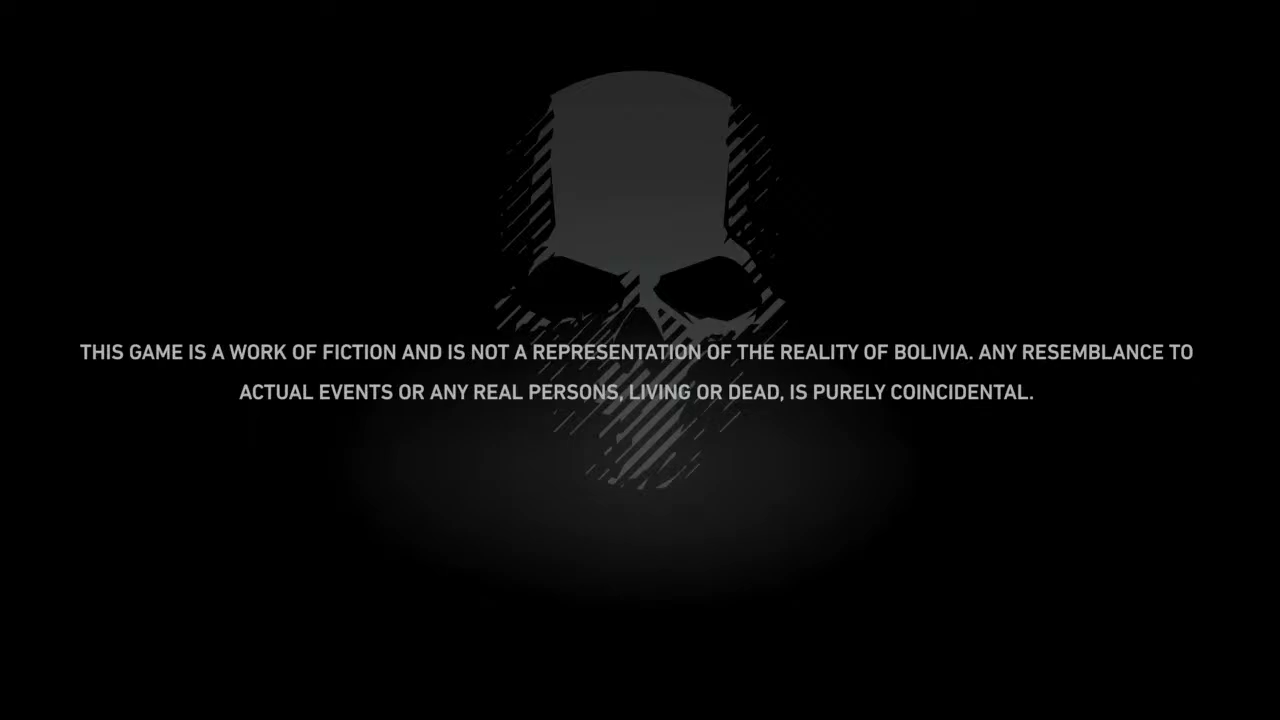 THIS GAME IS A WORK OF FICTION AND IS NOT A REPRESENTATION OF THE REALITY OF BOLIVIA. ANY RESEMBLANCE TO
ACTUAL EVENTS OR ANY REAL PERSONS, LIVING OR DEAD, IS PURELY COINCIDENTAL.